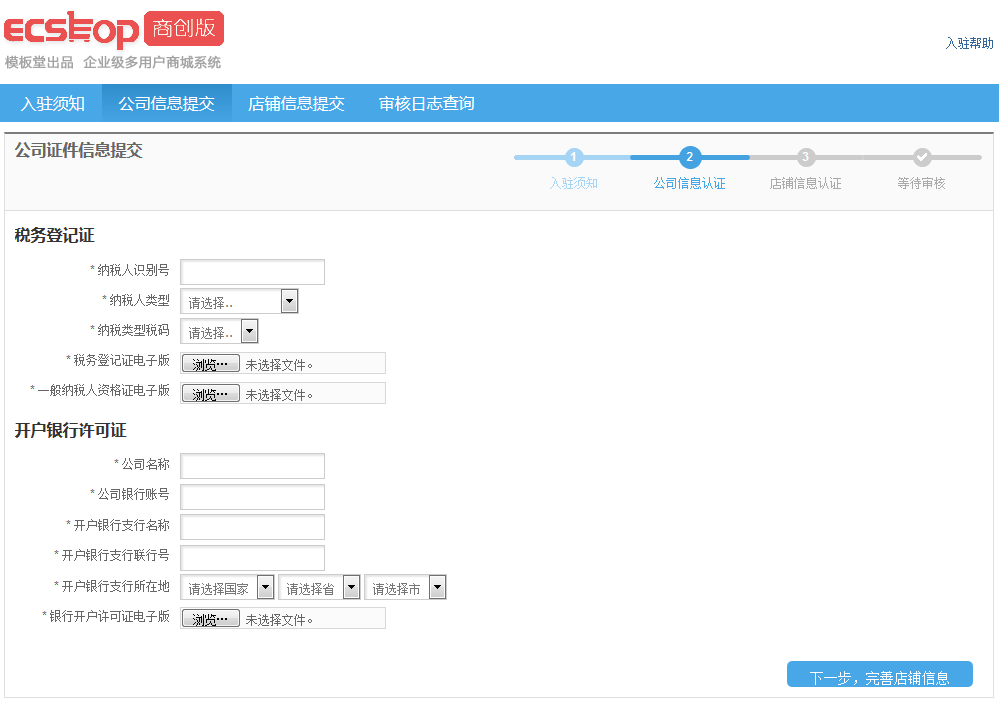 ecshop 商创版
模板堂出品 企业级多用户商城系统
入驻帮助
入驻须知 公司信息提交 店铺信息提交 审核日志查询
公司证件信息提交
1 2 3
入驻须知 公司信息认证 店铺信息认证 等待审核
税务登记证
*纳税人识别号
*纳税人类型 请选择..
*纳税类型税码 请选择..
*税务登记证电子版 浏览… 未选择文件。
*一般纳税人资格证电子版 浏览… 未选择文件。
开户银行许可证
*公司名称
*公司银行账号
*开户银行支行名称
*开户银行支行联行号
*开户银行支行所在地 请选择国家 请选择省 请选择市
*银行开户许可证电子版 浏览… 未选择文件。
下一步，完善店铺信息